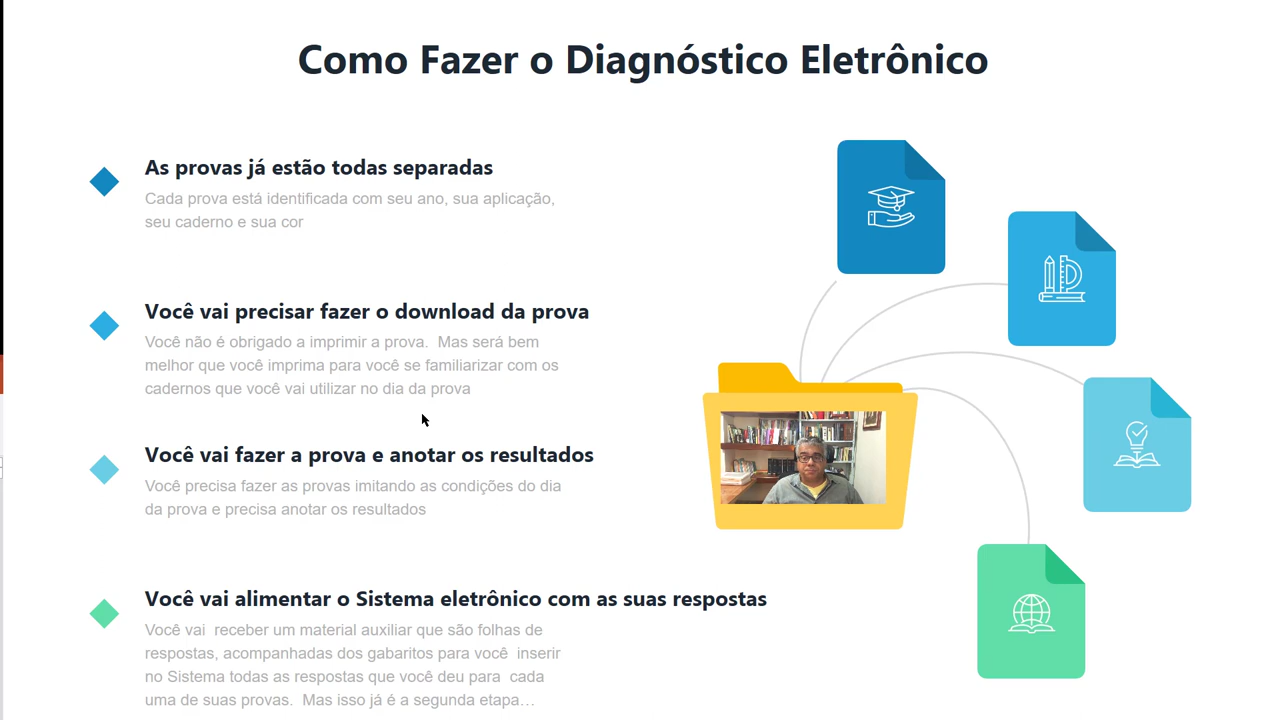 Como Fazer o Diagnóstico Eletrônico
As provas já estão todas separadas
Cada prova está identificada com seu ano, sua aplicação,
seu caderno e sua cor
Você vai precisar fazer o download da prova
Você não é obrigado a imprimir a prova.  Mas será bem
melhor que você imprima para você se familiarizar com os
cadernos que você vai utilizar no dia da prova
Você vai fazer a prova e anotar os resultados
Você precisa fazer as provas imitando as condições do dia
da prova e precisa anotar os resultados
Você vai alimentar o Sistema eletrônico com as suas respostas
Você vai  receber um material auxiliar que são folhas de
respostas, acompanhadas dos gabaritos para você  inserir
no Sistema todas as respostas que você deu para  cada
uma de suas provas.  Mas isso já é a segunda etapa…